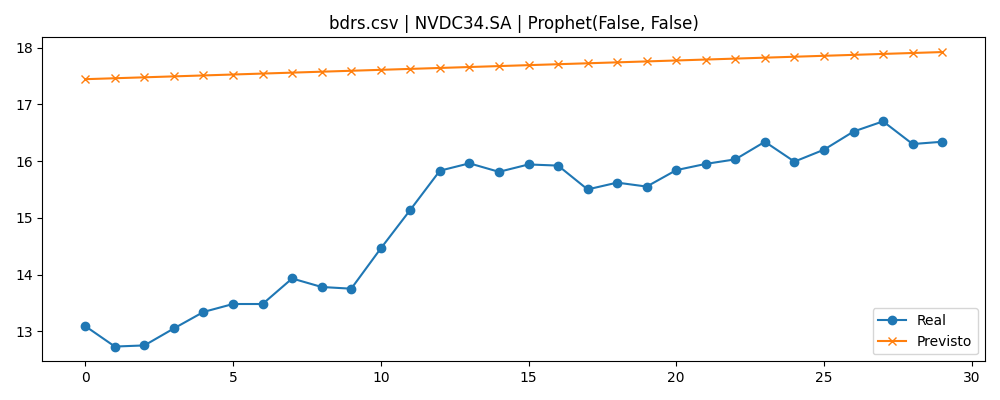 bdrs.csv | NVDC34.SA | Prophet(False, False)
18
17
16
15
14
13
0 5 10 15 20 25 30
Real
Previsto